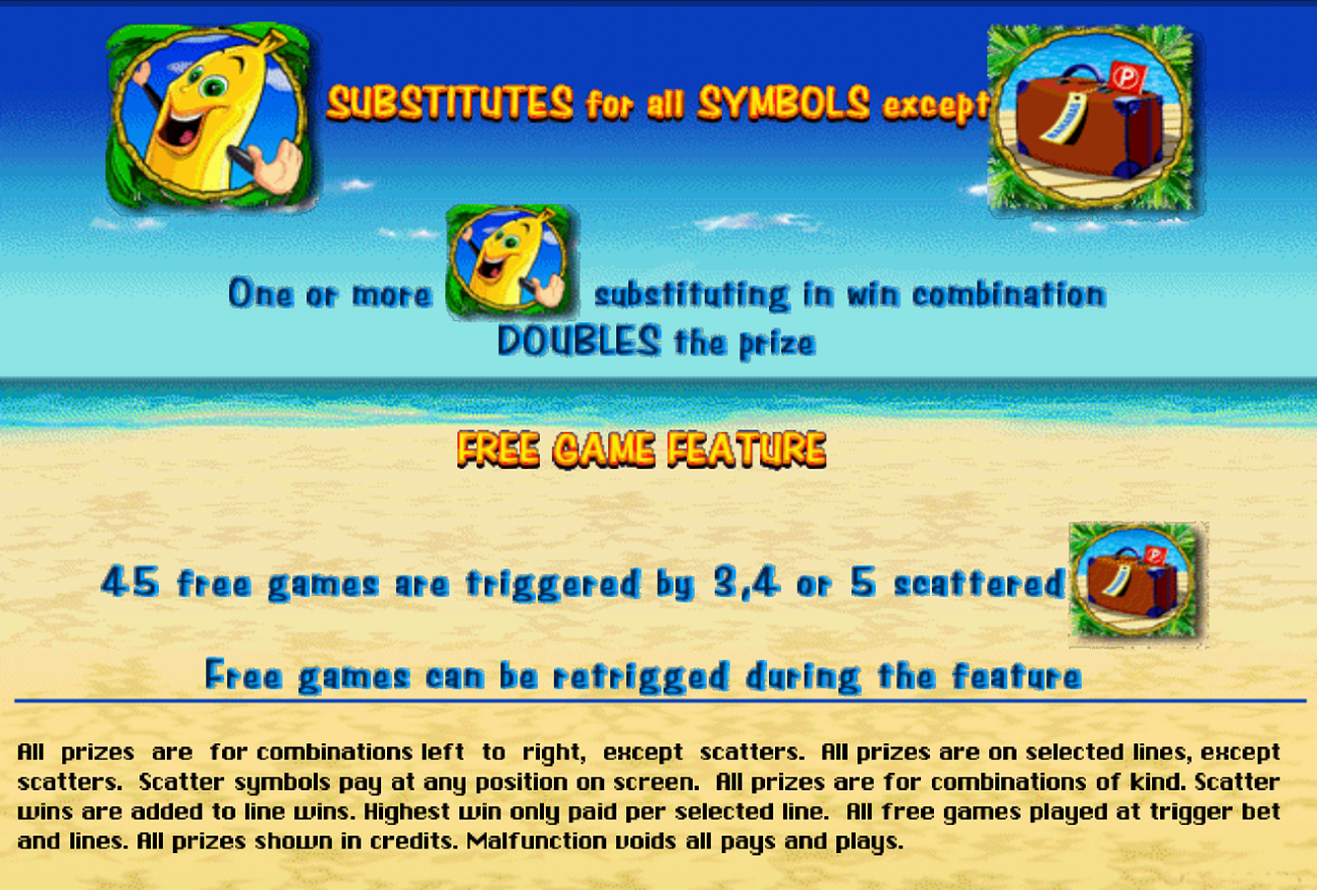 SUBSTITUTES for all SYMBOLS except
One or more substituting in win combination
DOUBLES the prize
FREE GAME FEATURE
45 free games are triggered by 3,4 or 5 scattered
Free games can be retrigged during the feature
All prizes are for combinations left to right, except scatters. All prizes are on selected lines, except
scatters. Scatter symbols pay at any position on screen. All prizes are for combinations of kind. Scatter
wins are added to line wins. Highest win only paid per selected line. All free games played at trigger bet
and lines. All prizes shown in credits. Malfunction voids all pays and plays.